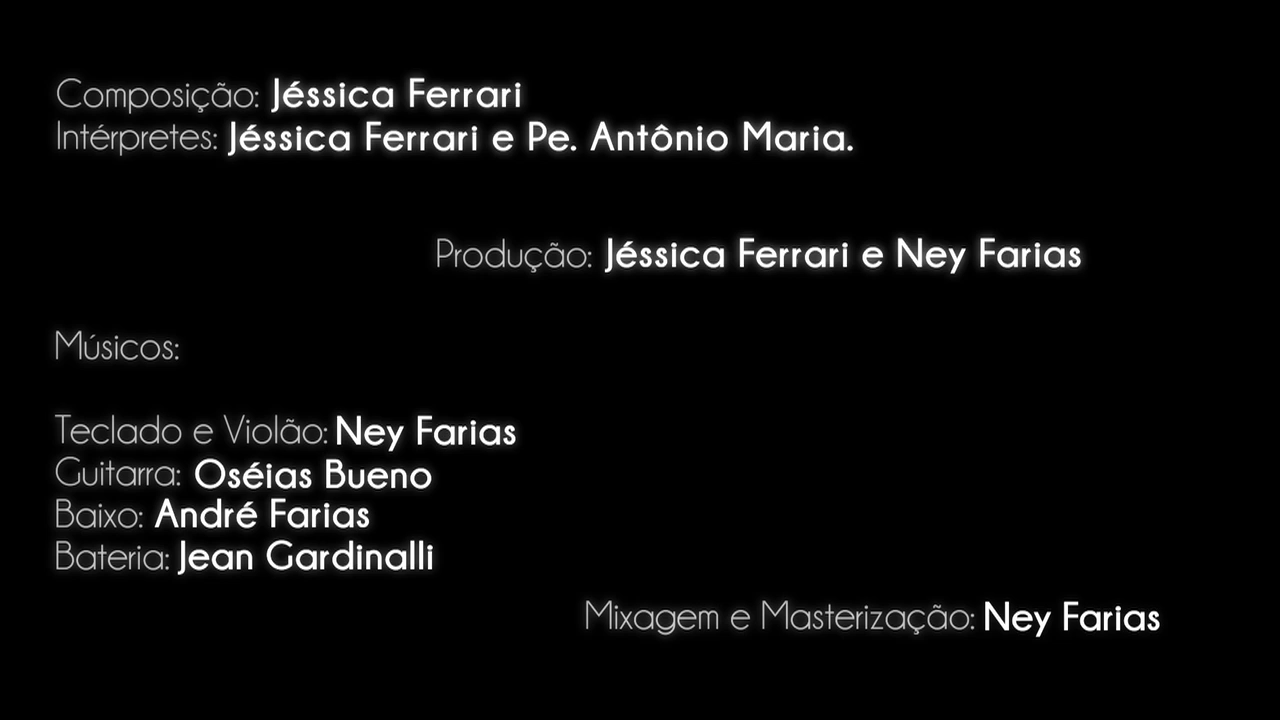 Composição: Jéssica Ferrari
Intérpretes: Jéssica Ferrari e Pe. Antônio Maria.
Produção: Jéssica Ferrari e Ney Farias
Músicos:
Teclado e Violão: Ney Farias
Guitarra: Oséias Bueno
Baixo: André Farias
Bateria: Jean Gardinalli
Mixagem e Masterização: Ney Farias